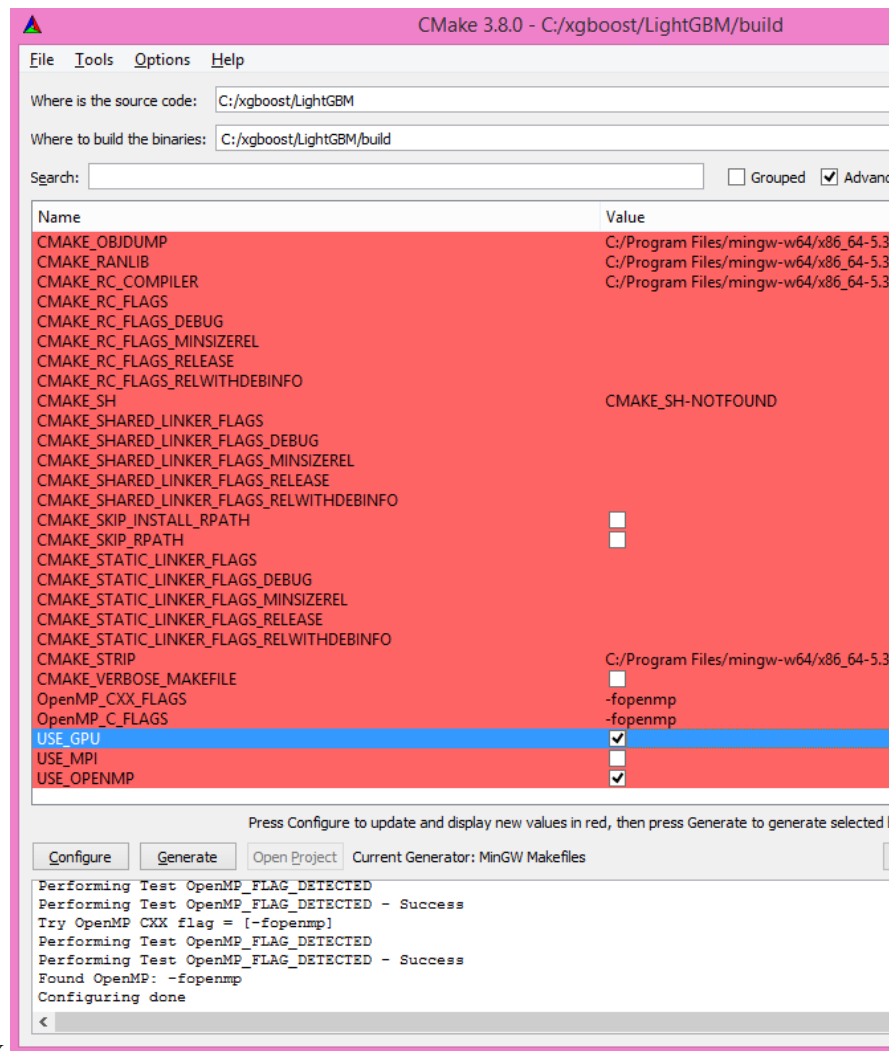 CMake 3.8.0 - C:/xgboost/LightGBM/build
File Tools Options Help
Where is the source code: C:/xgboost/LightGBM
Where to build the binaries: C:/xgboost/LightGBM/build
Search: Grouped Advanc
Name Value
CMAKE_OBJDUMP C:/Program Files/mingw-w64/x86_64-5.3
CMAKE_RANLIB C:/Program Files/mingw-w64/x86_64-5.3
CMAKE_RC_COMPILER C:/Program Files/mingw-w64/x86_64-5.3
CMAKE_RC_FLAGS
CMAKE_RC_FLAGS_DEBUG
CMAKE_RC_FLAGS_MINSIZEREL
CMAKE_RC_FLAGS_RELEASE
CMAKE_RC_FLAGS_RELWITHDEBINFO
CMAKE_SH CMAKE_SH-NOTFOUND
CMAKE_SHARED_LINKER_FLAGS
CMAKE_SHARED_LINKER_FLAGS_DEBUG
CMAKE_SHARED_LINKER_FLAGS_MINSIZEREL
CMAKE_SHARED_LINKER_FLAGS_RELEASE
CMAKE_SHARED_LINKER_FLAGS_RELWITHDEBINFO
CMAKE_SKIP_INSTALL_RPATH
CMAKE_SKIP_RPATH
CMAKE_STATIC_LINKER_FLAGS
CMAKE_STATIC_LINKER_FLAGS_DEBUG
CMAKE_STATIC_LINKER_FLAGS_MINSIZEREL
CMAKE_STATIC_LINKER_FLAGS_RELEASE
CMAKE_STATIC_LINKER_FLAGS_RELWITHDEBINFO
CMAKE_STRIP C:/Program Files/mingw-w64/x86_64-5.3
CMAKE_VERBOSE_MAKEFILE
OpenMP_CXX_FLAGS -fopenmp
OpenMP_C_FLAGS -fopenmp
USE_GPU
USE_MPI
USE_OPENMP
Press Configure to update and display new values in red, then press Generate to generate selected
Configure Generate Open Project Current Generator: MinGW Makefiles
Performing Test OpenMP_FLAG_DETECTED
Performing Test OpenMP_FLAG_DETECTED - Success
Try OpenMP CXX flag = [-fopenmp]
Performing Test OpenMP_FLAG_DETECTED
Performing Test OpenMP_FLAG_DETECTED - Success
Found OpenMP: -fopenmp
Configuring done